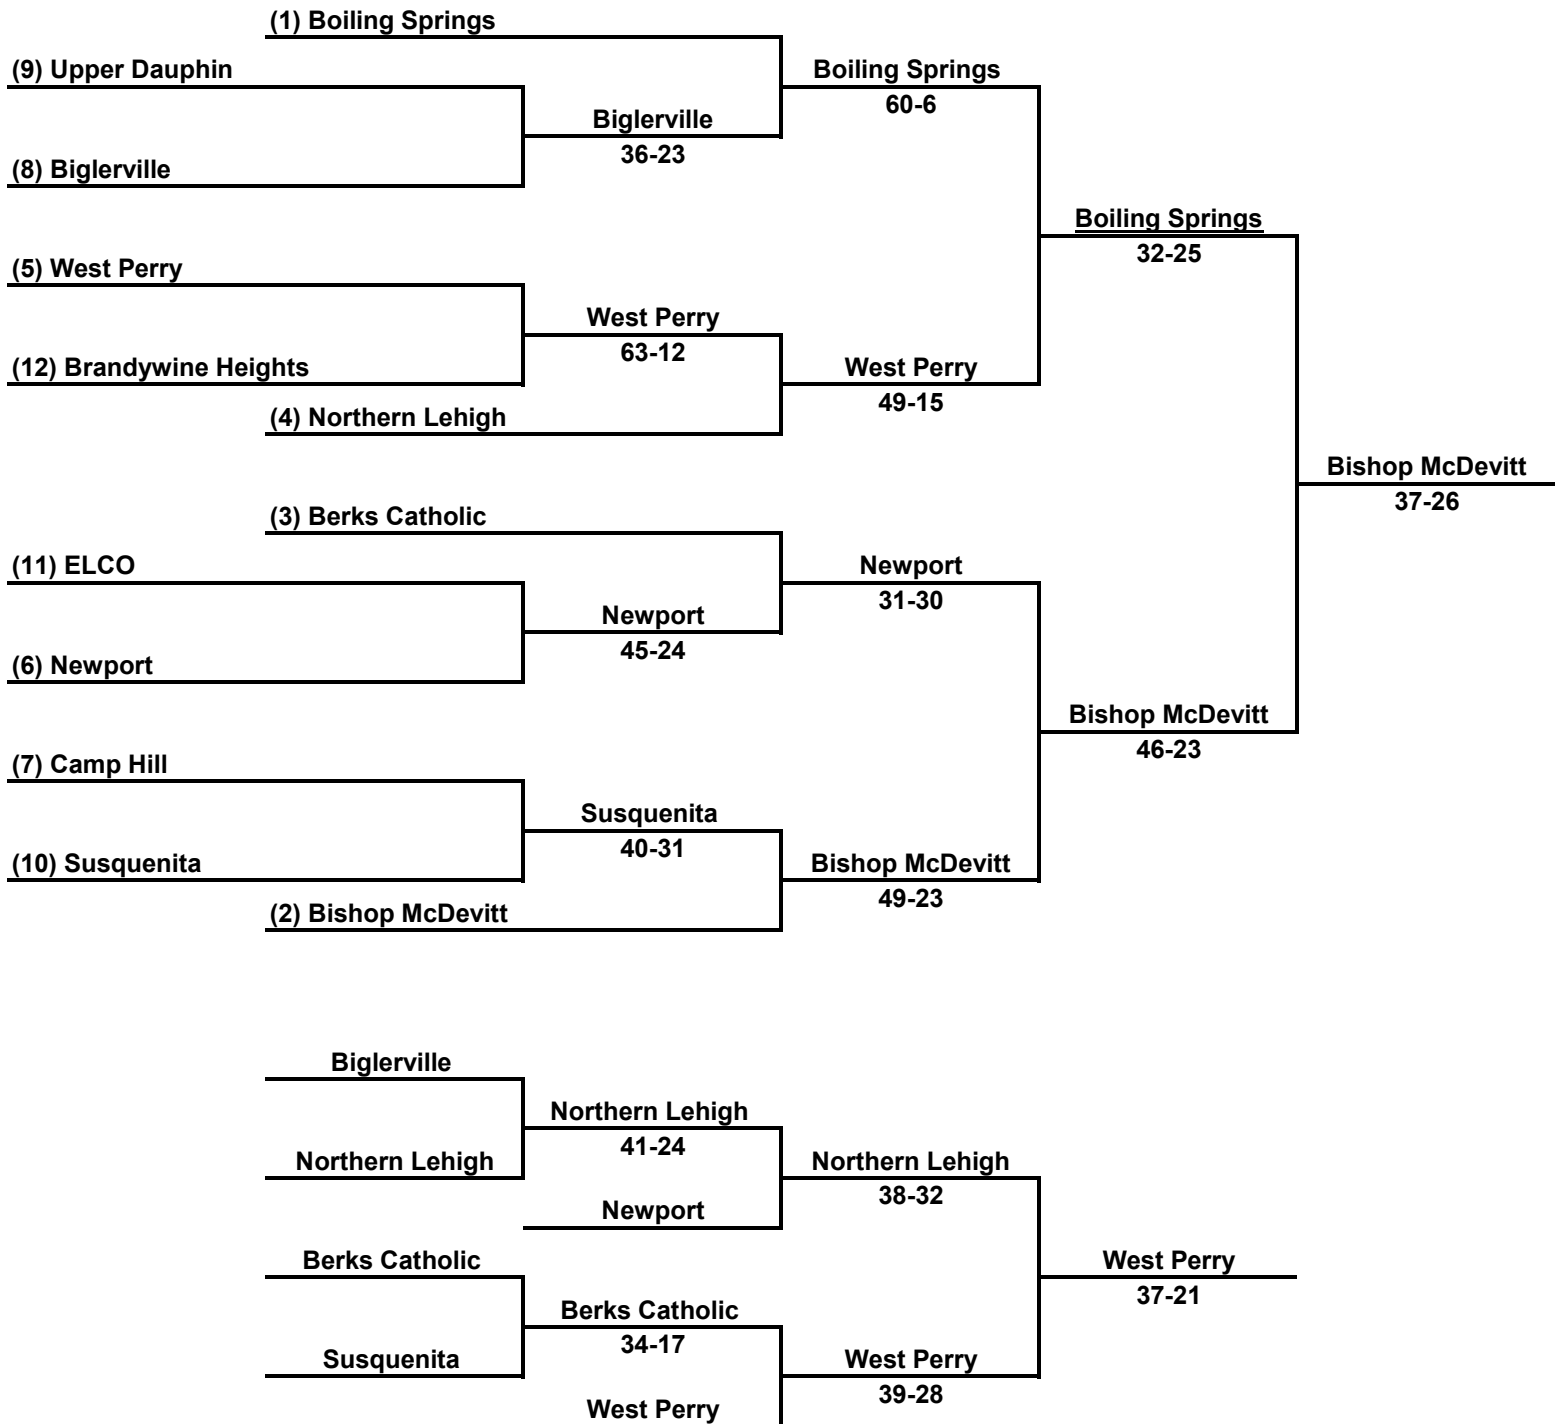 (1) Boiling Springs
(9) Upper Dauphin
Boiling Springs
60-6
Biglerville
36-23
(8) Biglerville
Boiling Springs
32-25
(5) West Perry
West Perry
63-12
(12) Brandywine Heights
West Perry
49-15
(4) Northern Lehigh
Bishop McDevitt
37-26
(3) Berks Catholic
(11) ELCO
Newport
31-30
Newport
45-24
(6) Newport
Bishop McDevitt
46-23
(7) Camp Hill
Susquenita
40-31
(10) Susquenita
Bishop McDevitt
49-23
(2) Bishop McDevitt
Biglerville
Northern Lehigh
41-24
Northern Lehigh
Northern Lehigh
38-32
Newport
Berks Catholic
West Perry
37-21
Berks Catholic
34-17
Susquenita
West Perry
39-28
West Perry